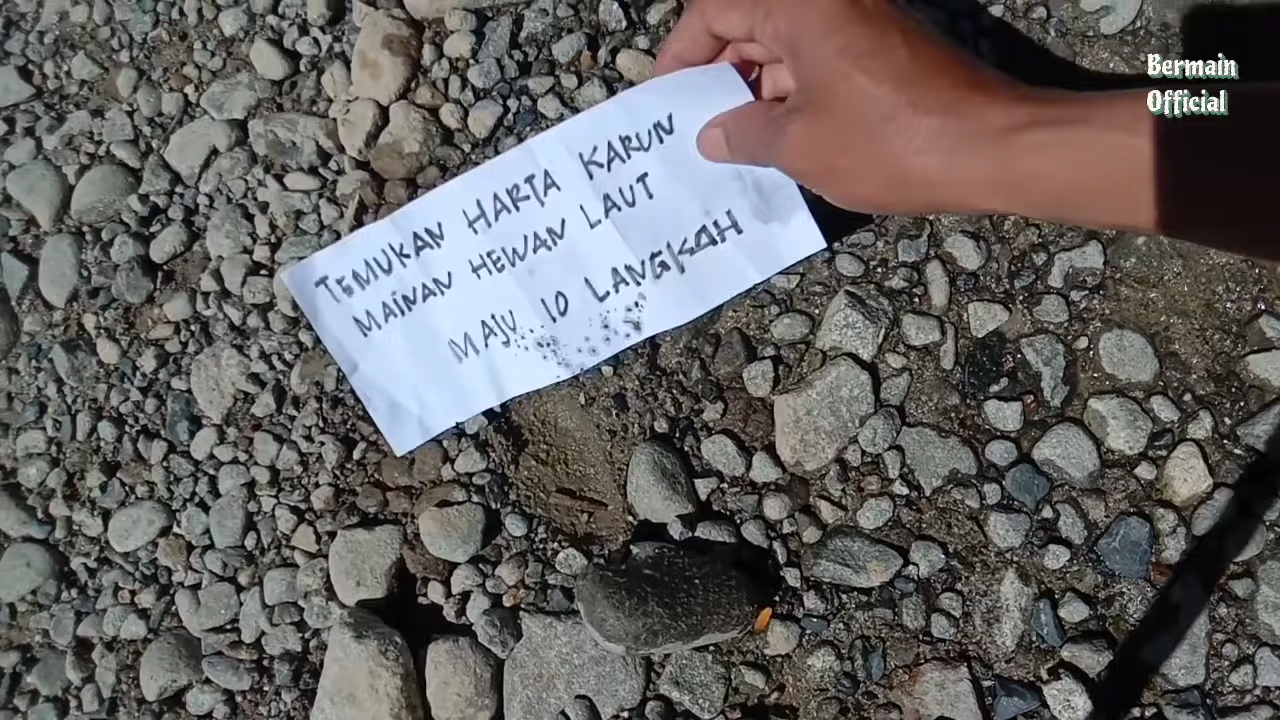 TEMUKAN HARTA KARUN
MAINAN HEWAN LAUT
MAJU 10 LANGKAH
Bermain
Official